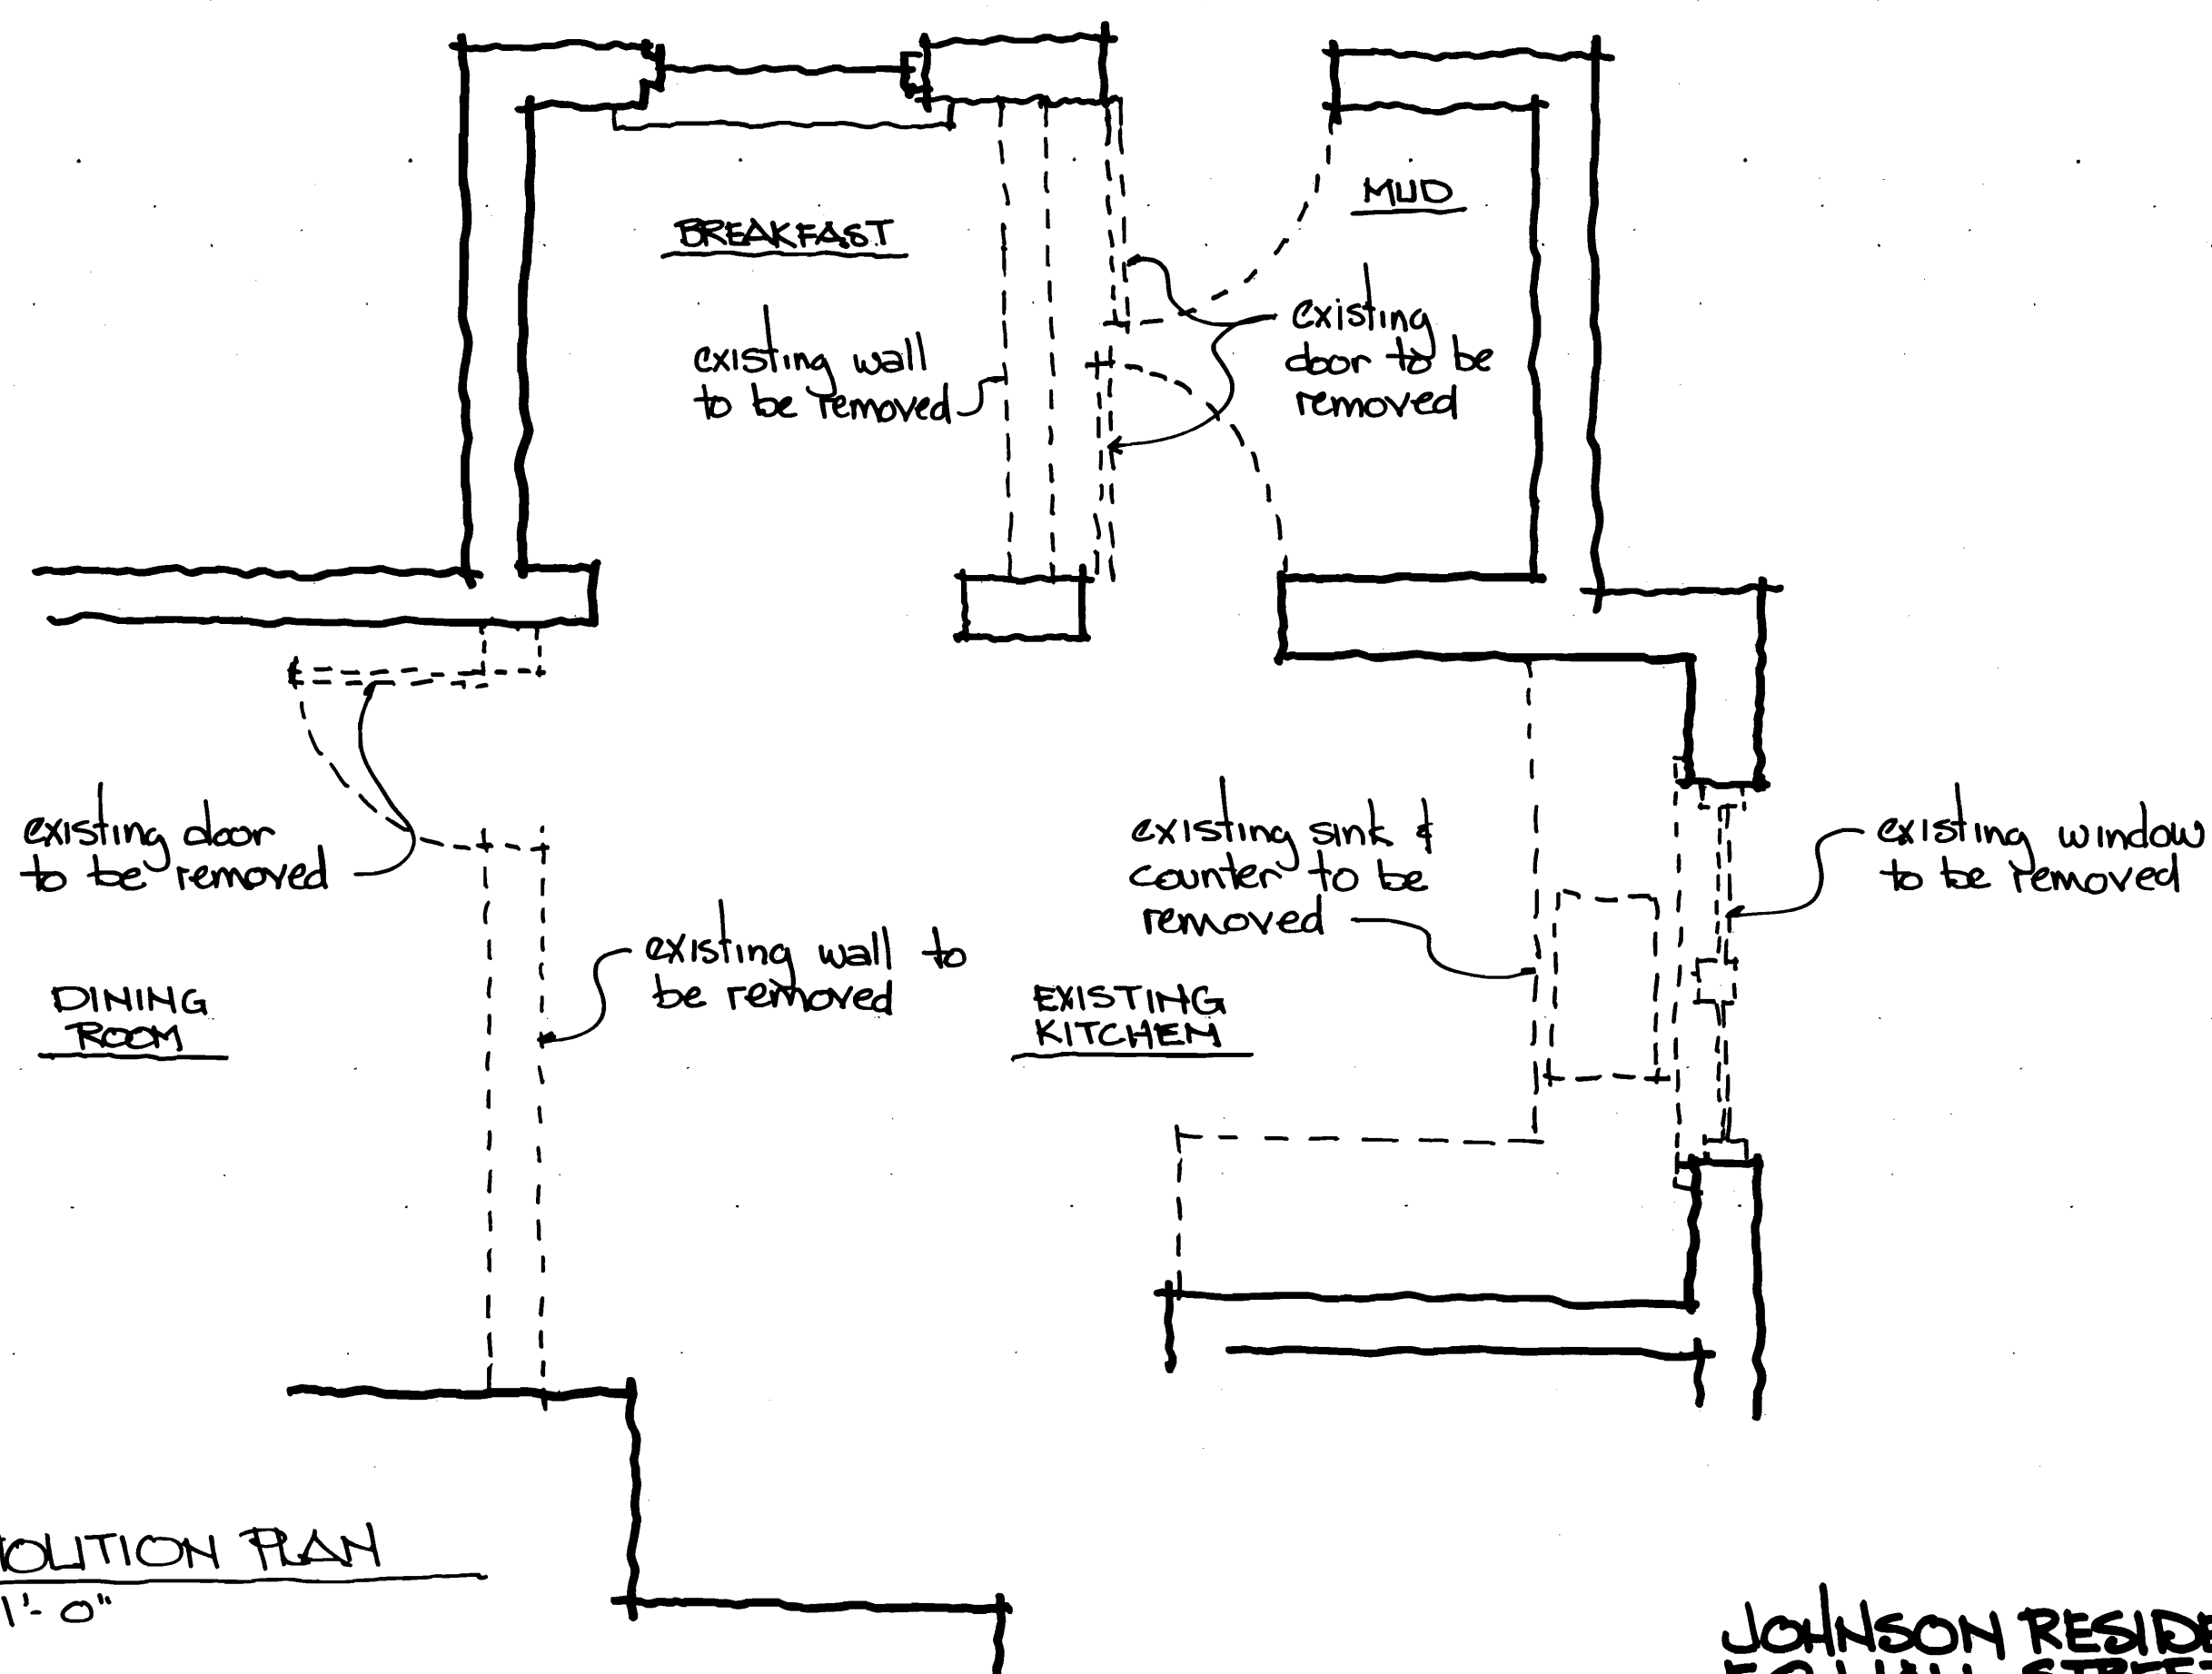 MUD
BREAKFAST
existing wall
to be removed
existing
door to be
removed
existing door
to be removed
existing sink &
counter to be
removed
existing window
to be removed
existing wall to
be removed
DINING
ROOM
EXISTING
KITCHEN
OLITION PLAN
1'-0"
JOHNSON RESIDE